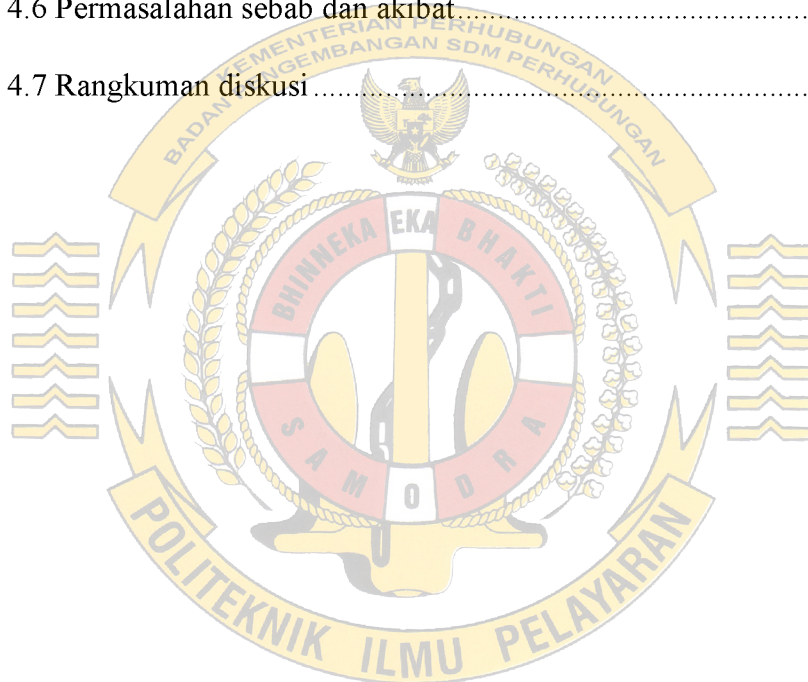 4.6 Permasalahan sebab dan akibat....................................................
4.7 Rangkuman diskusi......................................................................
KEMENTERIAN PERHUBUNGAN
BADAN PENGEMBANGAN SDM PERHUBUNGAN
BHINNEKA EKA BHAKTI
SAMODRA
POLITEKNIK ILMU PELAYARAN